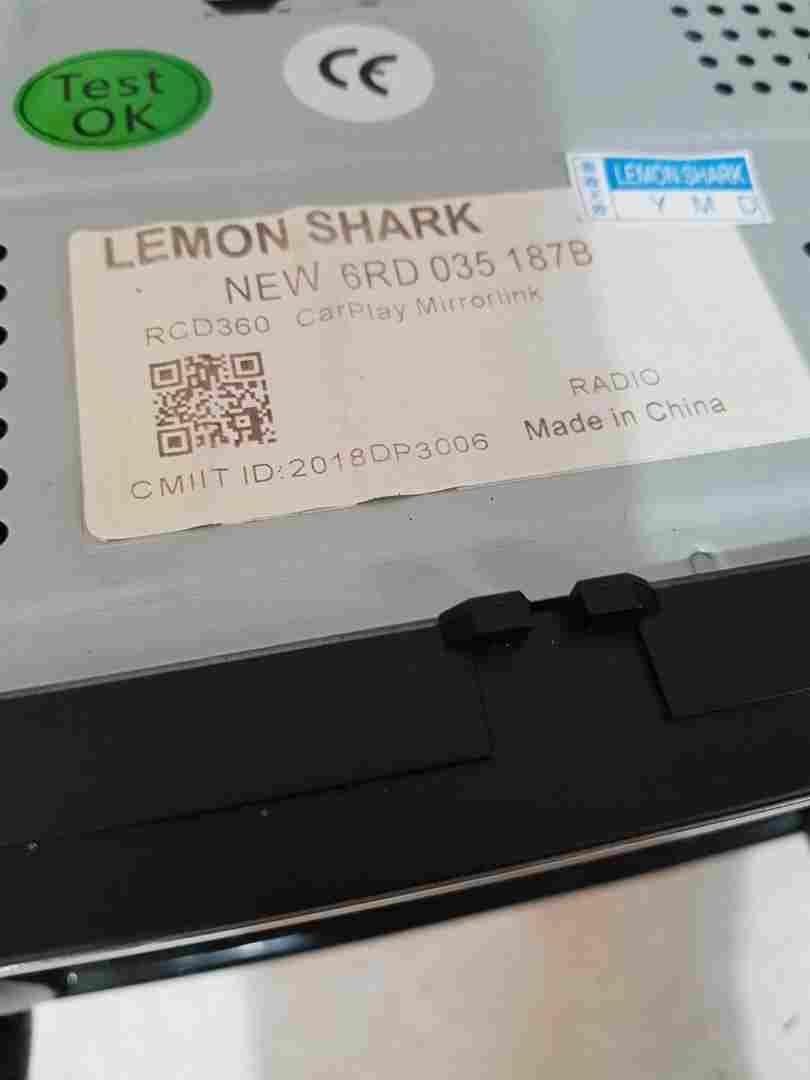 Test
OK
CE
LEMON SHARK
Y M D
LEMON SHARK
NEW 6RD 035 187B
RCD360 CarPlay Mirrorlink
RADIO
Made in China
CMIIT ID:2018DP3006